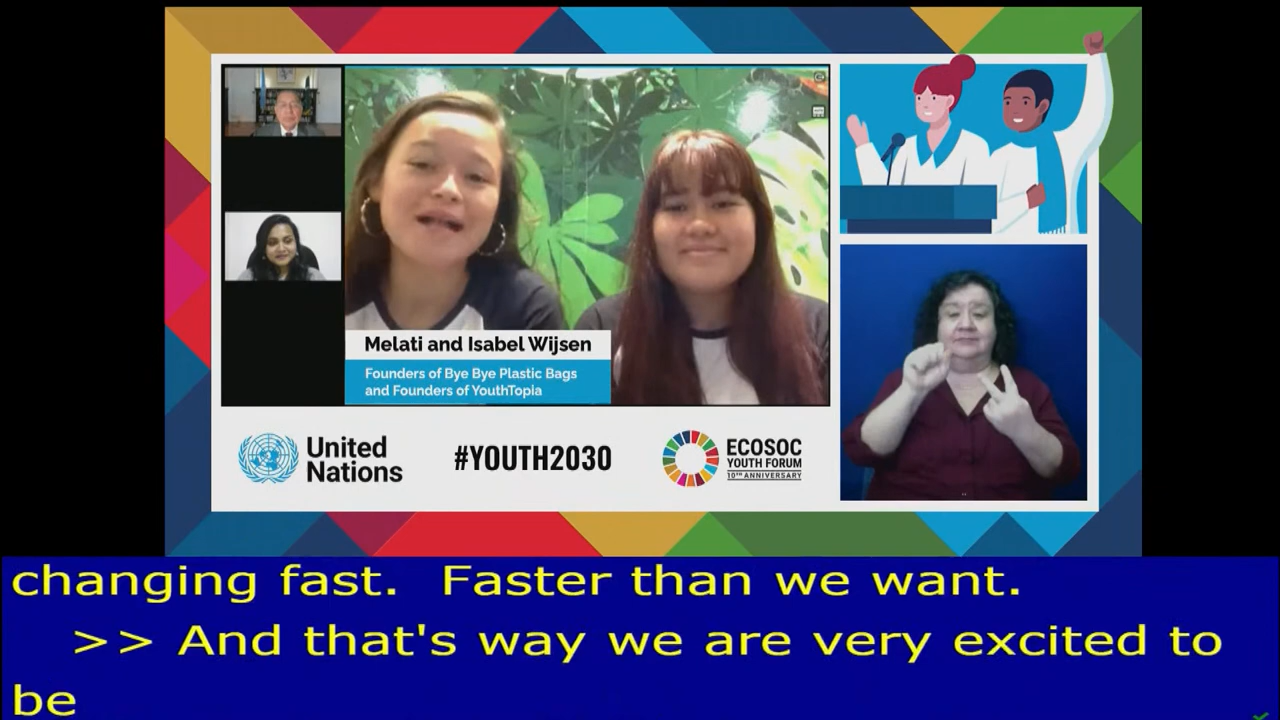 Melati and Isabel Wijsen
Founders of Bye Bye Plastic Bags
and Founders of YouthTopia
United
Nations
#YOUTH2030
ECOSOC
YOUTH FORUM
10TH ANNIVERSARY
changing fast. Faster than we want.
>> And that's way we are very excited to
be